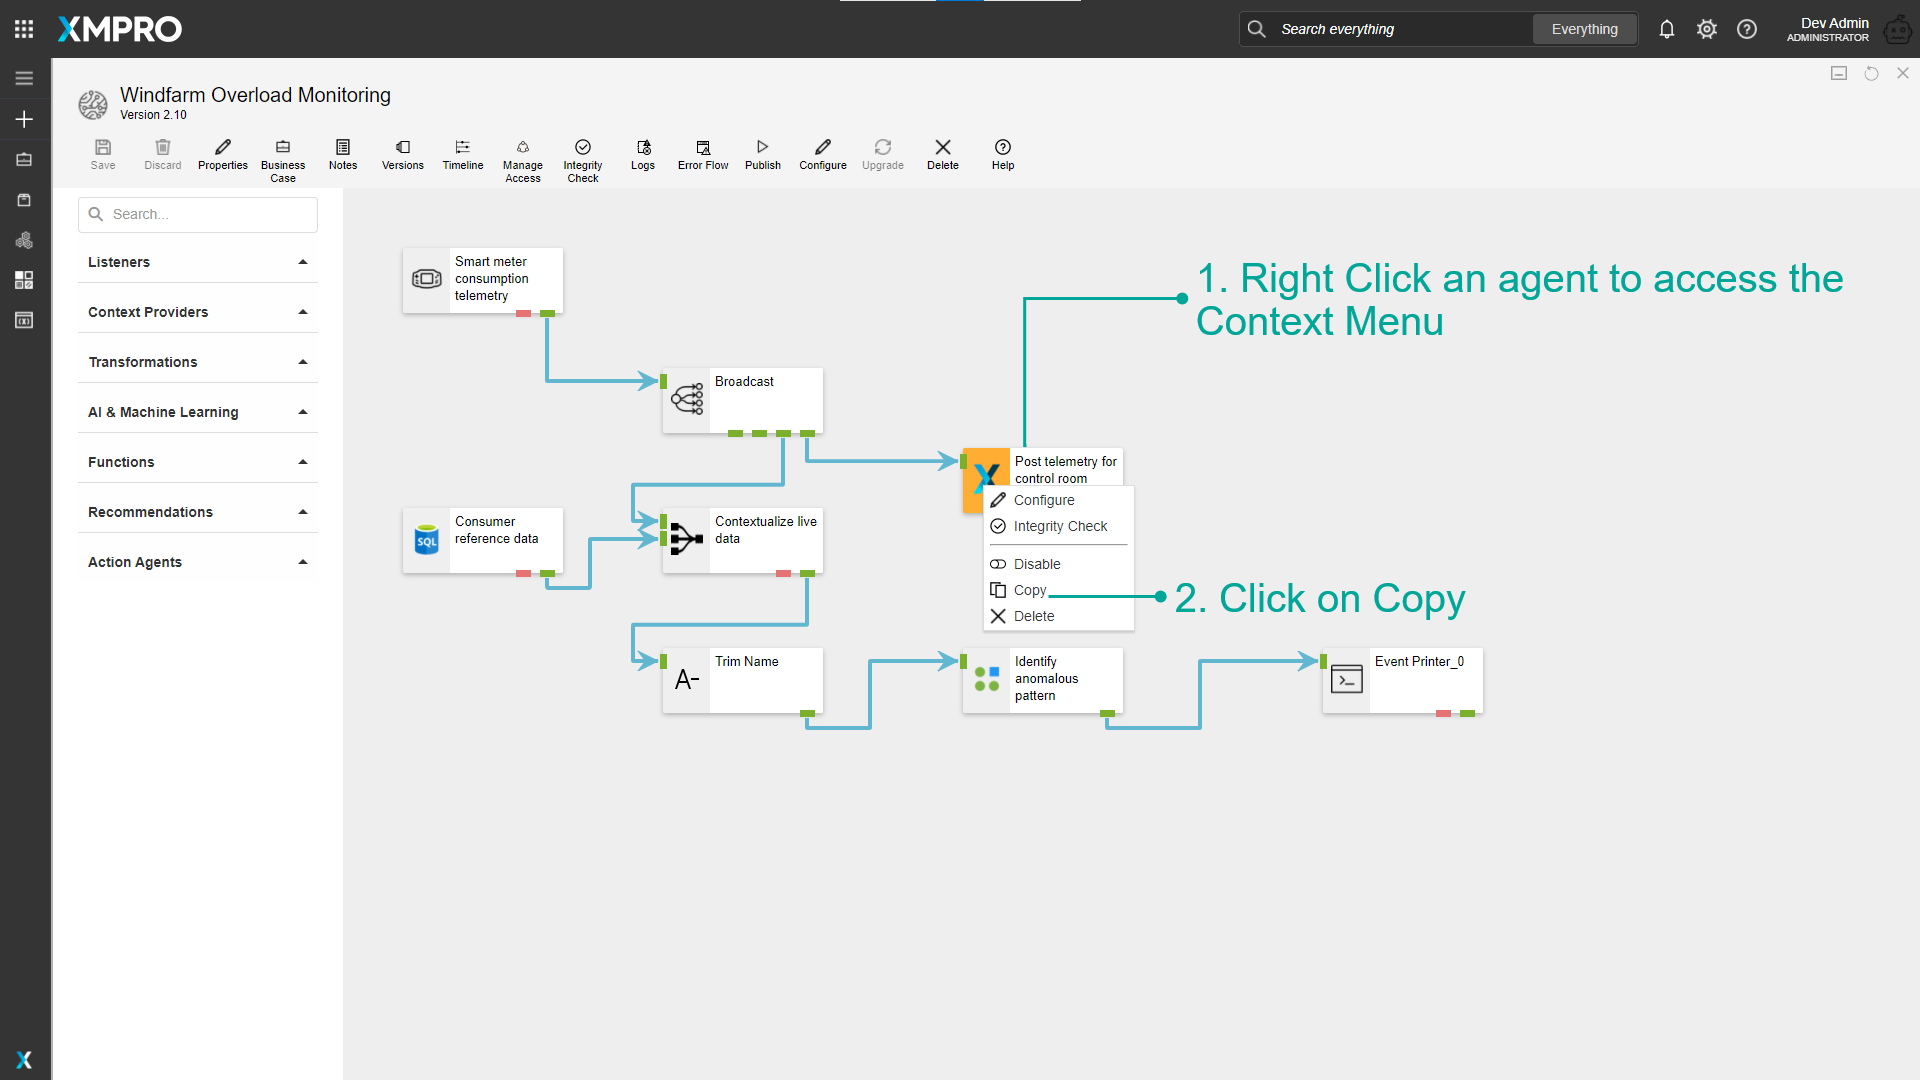 XMPRO
Search everything
Everything
Dev Admin
ADMINISTRATOR
Windfarm Overload Monitoring
Version 2.10
Save
Discard
Properties
Business
Case
Notes
Versions
Timeline
Manage
Access
Integrity
Check
Logs
Error Flow
Publish
Configure
Upgrade
Delete
Help
Search...
Listeners
Context Providers
Transformations
AI & Machine Learning
Functions
Recommendations
Action Agents
Smart meter
consumption
telemetry
Broadcast
1. Right Click an agent to access the
Context Menu
Post telemetry for
control room
Configure
Integrity Check
Disable
Copy
Delete
2. Click on Copy
SQL
Consumer
reference data
Contextualize live
data
A-
Trim Name
Identify
anomalous
pattern
Event Printer_0